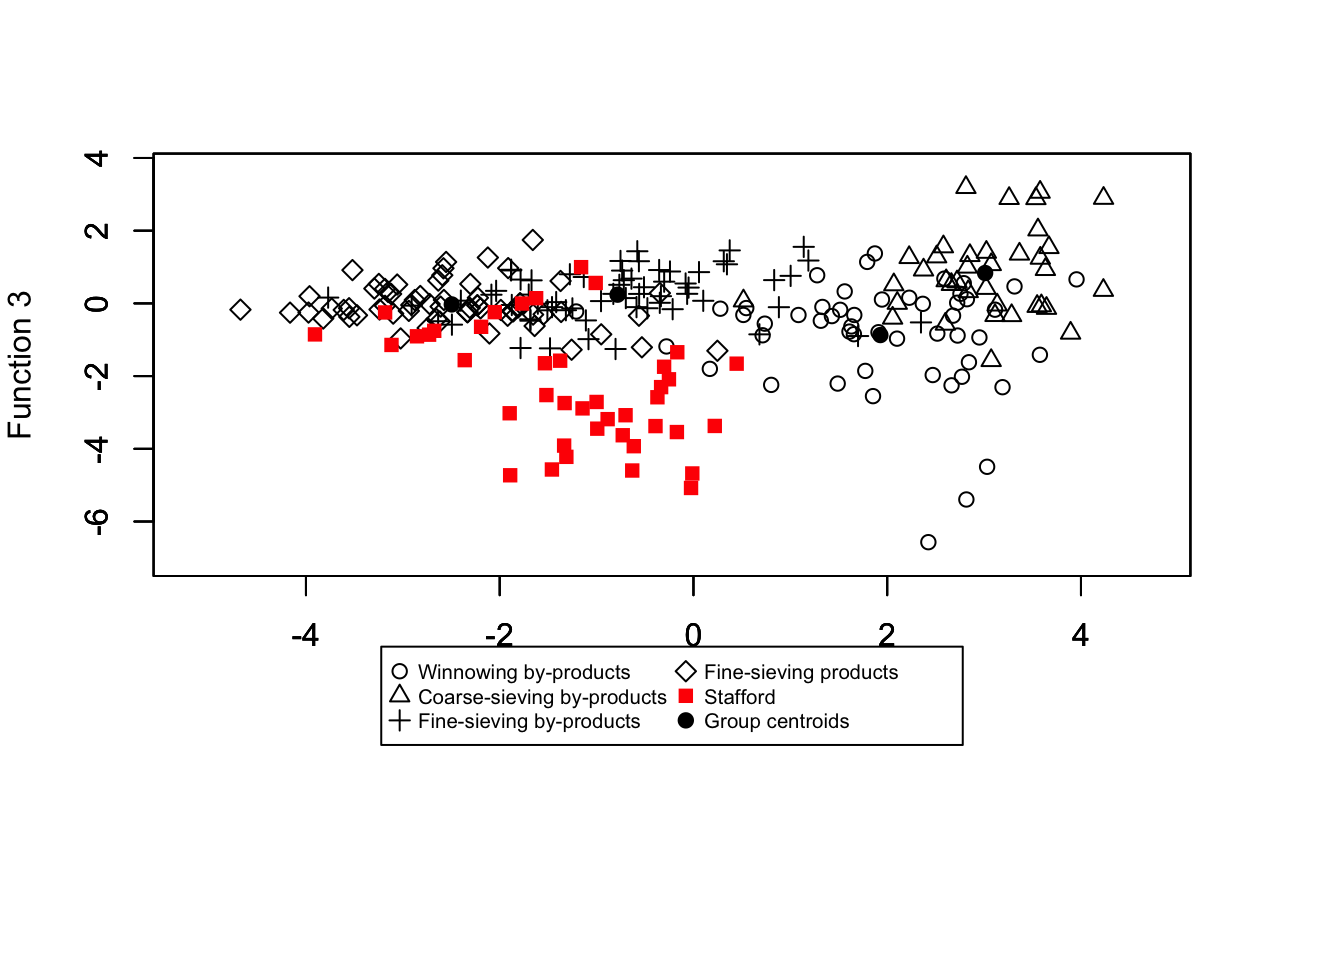 Function 3
4
2
0
-2
-4
-6
-4 -2 0 2 4
Winnowing by-products Fine-sieving products
Coarse-sieving by-products Stafford
Fine-sieving by-products Group centroids